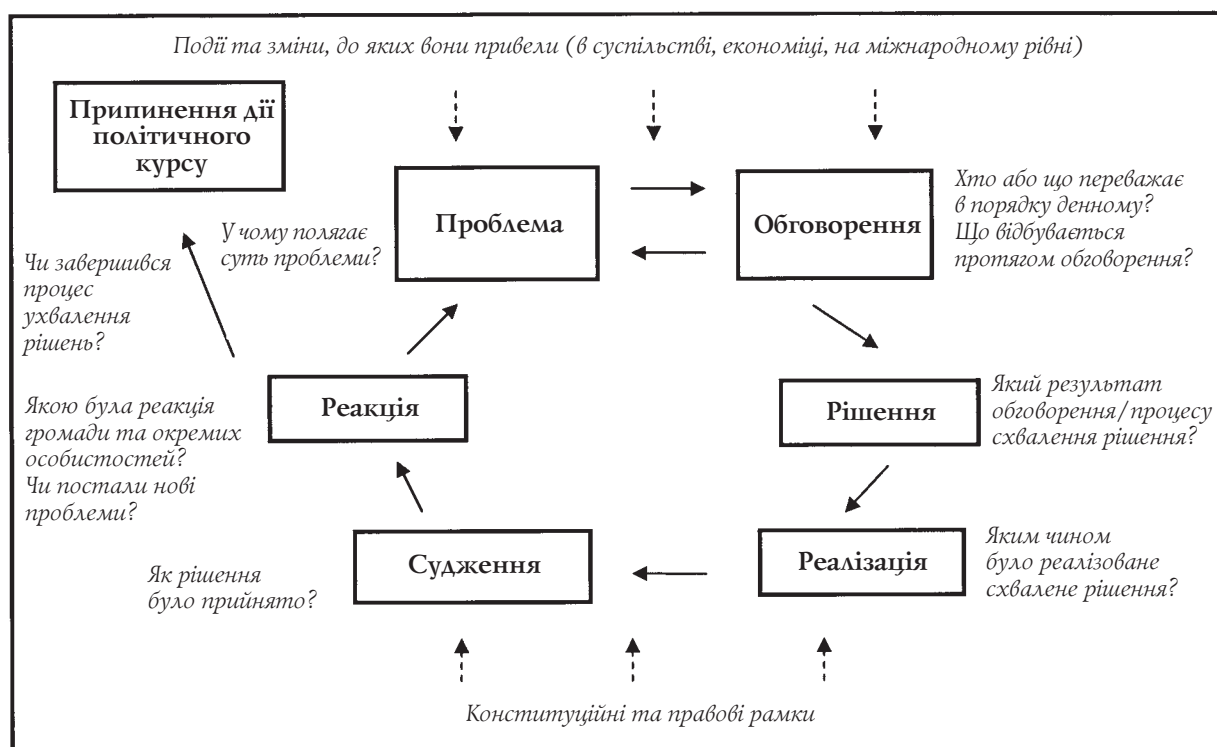 Події та зміни, до яких вони привели (в суспільстві, економіці, на міжнародному рівні)
Припинення дії
політичного
курсу
Проблема
Обговорення
Хто або що переважає
в порядку денному?
Що відбувається
протягом обговорення?
У чому полягає
суть проблеми?
Чи завершився
процес
ухвалення
рішень?
Реакція
Рішення
Який результат
обговорення/процесу
схвалення рішення?
Якою була реакція
громади та окремих
особистостей?
Чи постали нові
проблеми?
Судження
Реалізація
Яким чином
було реалізоване
схвалене рішення?
Як рішення
було прийнято?
Конституційні та правові рамки